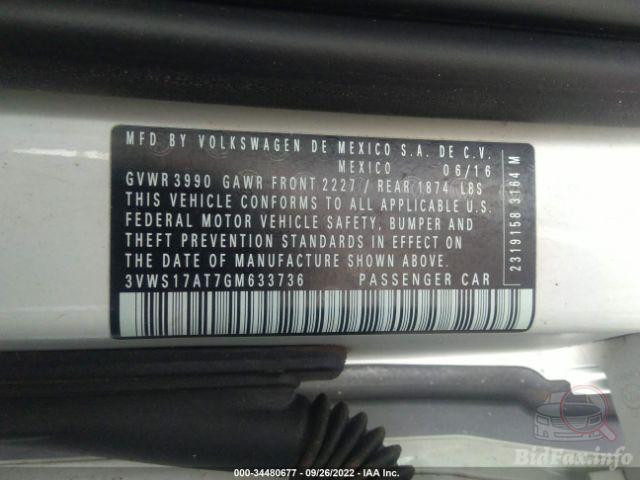 MFD BY VOLKSWAGEN DE MEXICO S.A. DE C.V.
MEXICO 06/16
GVWR 3990 GAWR FRONT 2227 / REAR 1874 LBS
THIS VEHICLE CONFORMS TO ALL APPLICABLE U.S.
FEDERAL MOTOR VEHICLE SAFETY, BUMPER AND
THEFT PREVENTION STANDARDS IN EFFECT ON
THE DATE OF MANUFACTURE SHOWN ABOVE.
3VWS17AT7GM633736 PASSENGER CAR
2319158 3164 M
BidFax.info
000-34480677 - 09/26/2022 - IAA Inc.